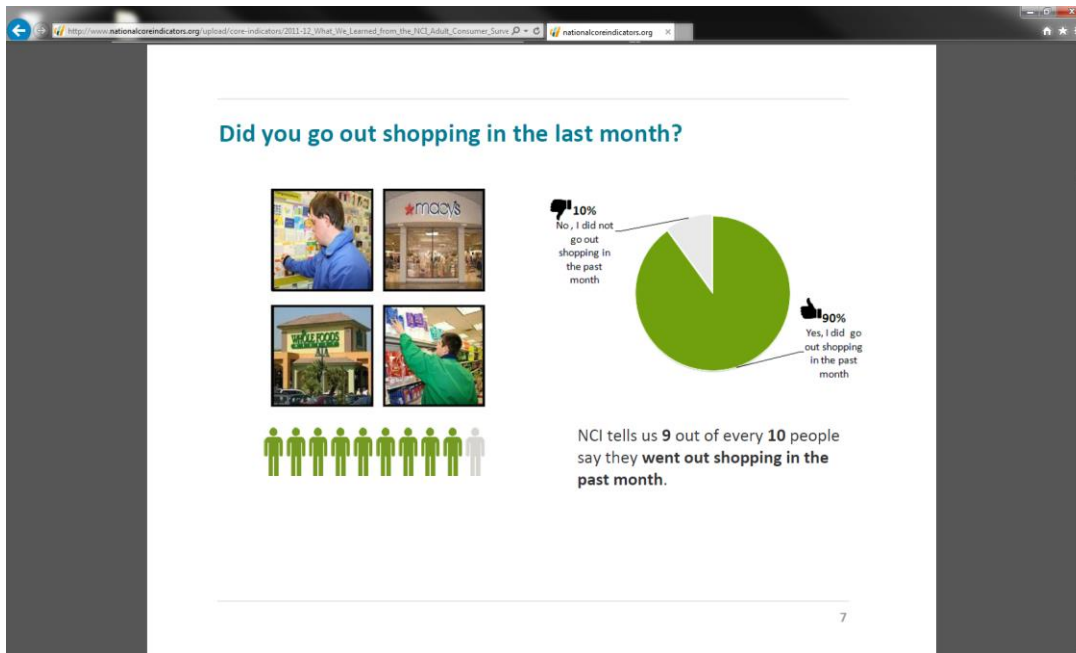 http://www.nationalcoreindicators.org/upload/core-indicators/2011-12_What_We_Learned_from_the_NCI_Adult_Consumer_Surve
nationalcoreindicators.org
Did you go out shopping in the last month?
macy's
WHOLE FOODS
10%
No , I did not
go out
shopping in
the past
month
90%
Yes, I did go
out shopping
in the past
month
NCI tells us 9 out of every 10 people
say they went out shopping in the
past month.
7